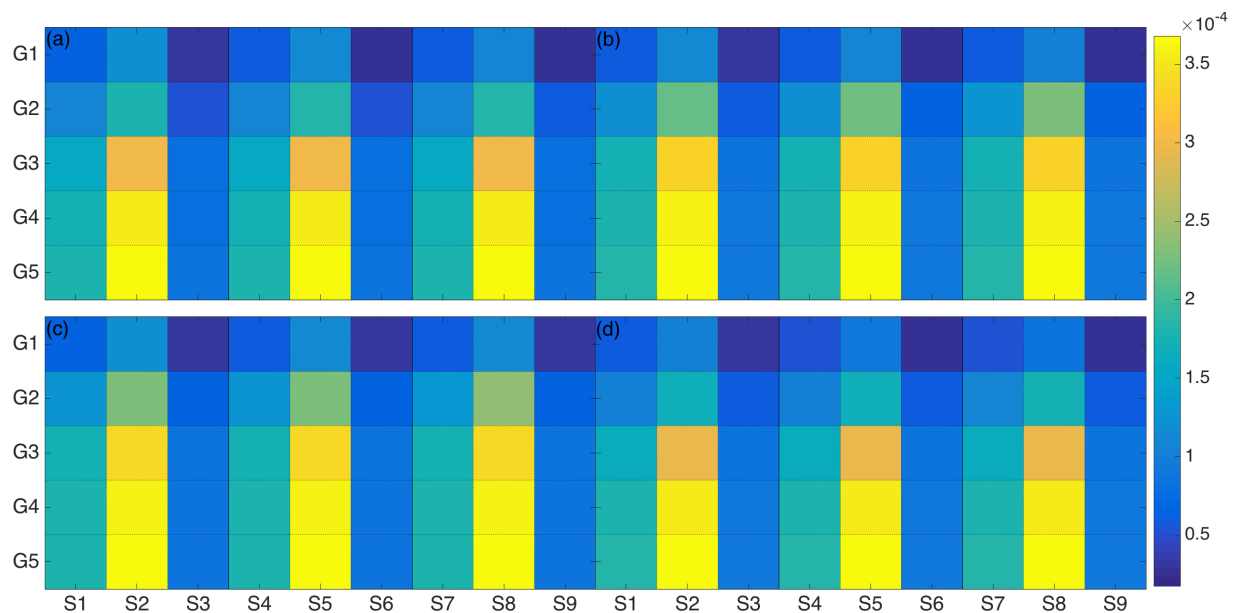 ×10⁻⁴
(a)
(b)
G1
G2
G3
G4
G5
3.5
3
2.5
2
1.5
1
0.5
(c)
(d)
G1
G2
G3
G4
G5
S1 S2 S3 S4 S5 S6 S7 S8 S9 S1 S2 S3 S4 S5 S6 S7 S8 S9